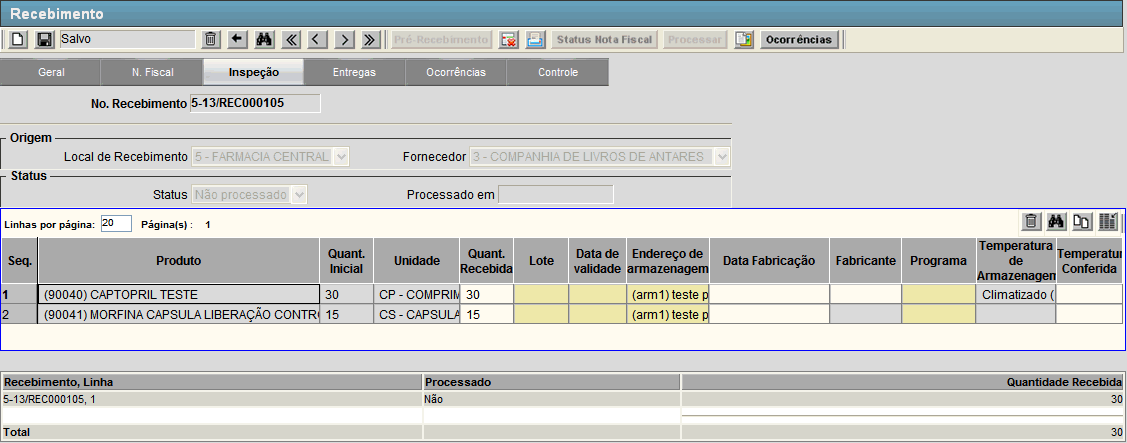 Recebimento
Salvo Pré-Recebimento Status Nota Fiscal Processar Ocorrências
Geral N. Fiscal Inspeção Entregas Ocorrências Controle
No. Recebimento 5-13/REC000105
Origem
Local de Recebimento 5 - FARMACIA CENTRAL Fornecedor 3 - COMPANHIA DE LIVROS DE ANTARES
Status
Status Não processado Processado em
Linhas por página: 20 Página(s) : 1
Seq. Produto Quant. Inicial Unidade Quant. Recebida Lote Data de validade Endereço de armazenagem Data Fabricação Fabricante Programa Temperatura de Armazenagem Temperatur Conferida
1 (90040) CAPTOPRIL TESTE 30 CP - COMPRIM 30 (arm1) teste p Climatizado (
2 (90041) MORFINA CAPSULA LIBERAÇÃO CONTRO 15 CS - CAPSULA 15 (arm1) teste p
Recebimento, Linha Processado Quantidade Recebida
5-13/REC000105, 1 Não 30
Total 30